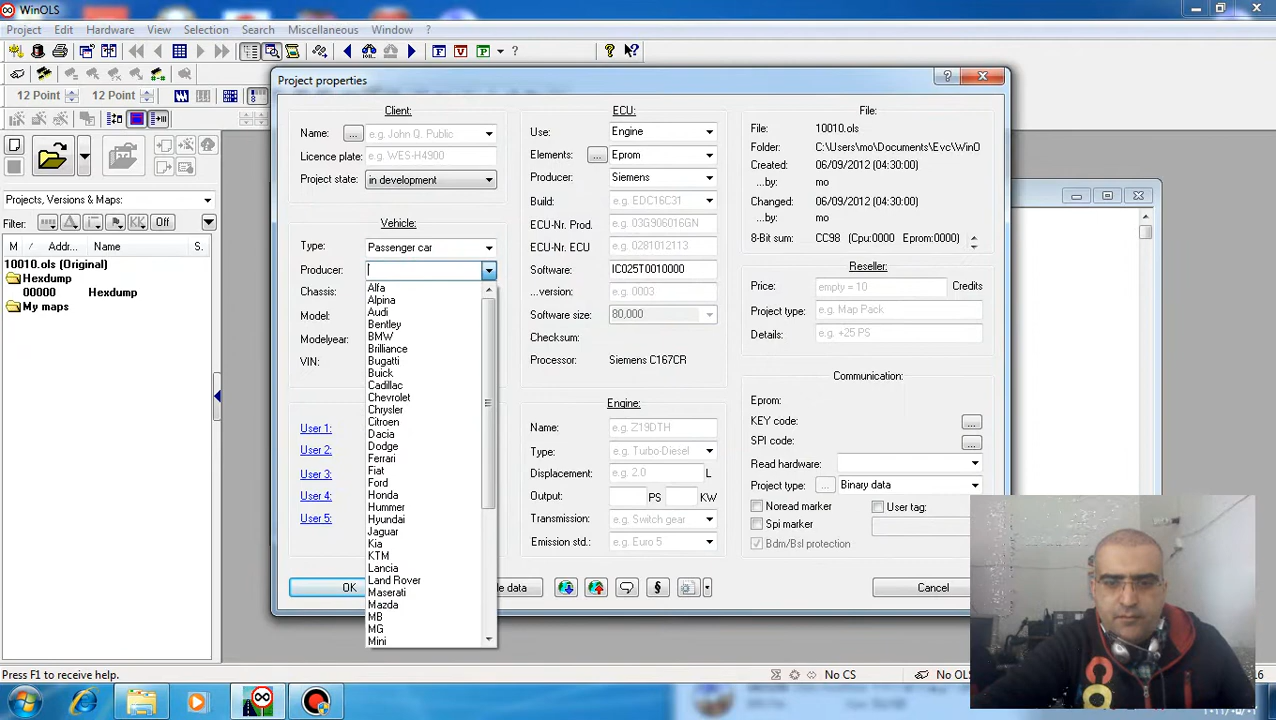 WinOLS
Project Edit Hardware View Selection Search Miscellaneous Window ?
12 Point 12 Point
Projects, Versions & Maps:
Filter: Off
M / Addr... Name S.
10010.ols (Original)
Hexdump
00000 Hexdump
My maps
Project properties
Client:
Name: ... e.g. John Q. Public
Licence plate: e.g. WES-H4900
Project state: in development
Vehicle:
Type: Passenger car
Producer:
Chassis:
Model:
Modelyear:
VIN:
Alfa
Alpina
Audi
Bentley
BMW
Brilliance
Bugatti
Buick
Cadillac
Chevrolet
Chrysler
Citroen
Dacia
Dodge
Ferrari
Fiat
Ford
Honda
Hummer
Hyundai
Jaguar
Kia
KTM
Lancia
Land Rover
Maserati
Mazda
MB
MG
Mini
User 1:
User 2:
User 3:
User 4:
User 5:
OK
ECU:
Use: Engine
Elements: ... Eprom
Producer: Siemens
Build: e.g. EDC16C31
ECU-Nr. Prod. e.g. 03G906016GN
ECU-Nr. ECU e.g. 0281012113
Software: IC025T0010000
...version: e.g. 0003
Software size: 80,000
Checksum:
Processor: Siemens C167CR
Engine:
Name: e.g. Z19DTH
Type: e.g. Turbo-Diesel
Displacement: e.g. 2.0 L
Output: PS KW
Transmission: e.g. Switch gear
Emission std.: e.g. Euro 5
File:
File: 10010.ols
Folder: C:\Users\mo\Documents\Evc\WinO
Created: 06/09/2012 (04:30:00)
...by: mo
Changed: 06/09/2012 (04:30:00)
...by: mo
8-Bit sum: CC98 (Cpu:0000 Eprom:0000)
Reseller:
Price: empty = 10 Credits
Project type: e.g. Map Pack
Details: e.g. +25 PS
Communication:
Eprom:
KEY code: ...
SPI code: ...
Read hardware:
Project type: ... Binary data
Noread marker User tag:
Spi marker
Bdm/Bsl protection
Cancel
Press F1 to receive help.
No CS